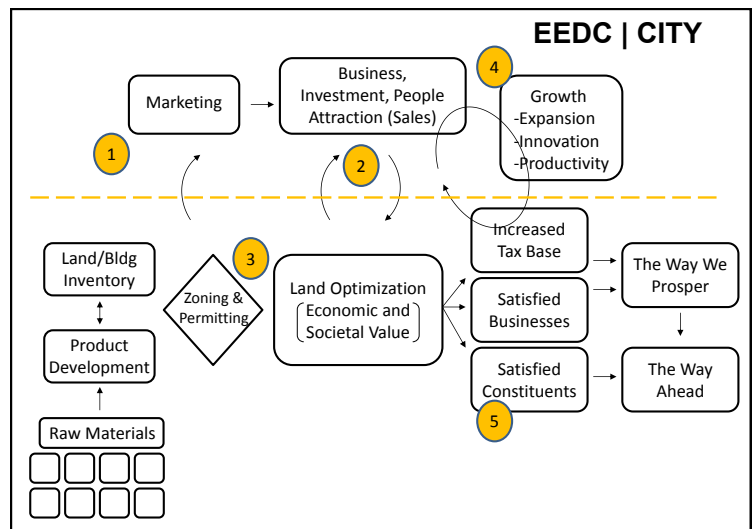 EEDC | CITY
4
Business,
Investment, People
Attraction (Sales)
Marketing
Growth
-Expansion
-Innovation
-Productivity
1
2
Increased
Tax Base
3
Land/Bldg
Inventory
Zoning &
Permitting
Land Optimization
Economic and
Societal Value
The Way We
Prosper
Satisfied
Businesses
Product
Development
Satisfied
Constituents
The Way
Ahead
5
Raw Materials